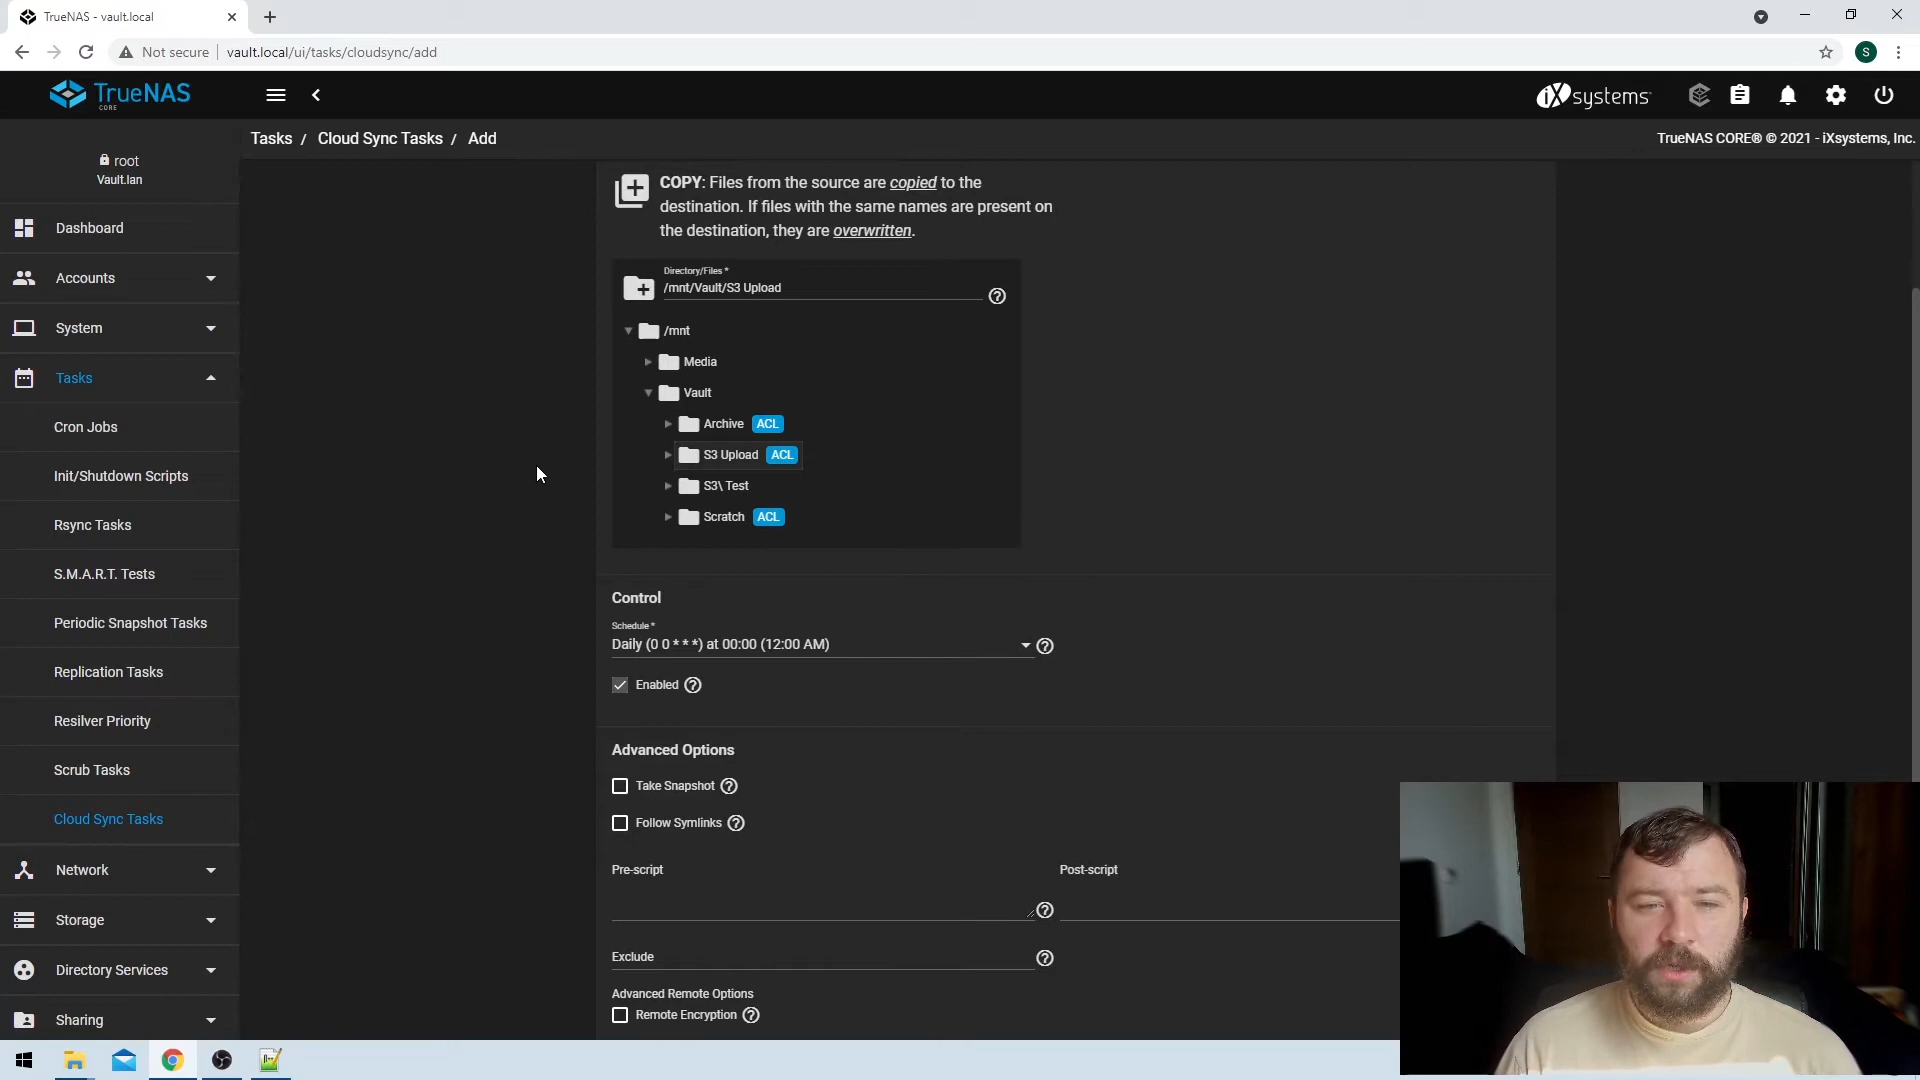 TrueNAS - vault.local
Not secure
vault.local/ui/tasks/cloudsync/add
S
TrueNAS
CORE
iXsystems
Tasks / Cloud Sync Tasks / Add
TrueNAS CORE® © 2021 - iXsystems, Inc.
root
Vault.lan
Dashboard
Accounts
System
Tasks
Cron Jobs
Init/Shutdown Scripts
Rsync Tasks
S.M.A.R.T. Tests
Periodic Snapshot Tasks
Replication Tasks
Resilver Priority
Scrub Tasks
Cloud Sync Tasks
Network
Storage
Directory Services
Sharing
COPY: Files from the source are copied to the
destination. If files with the same names are present on
the destination, they are overwritten.
Directory/Files *
/mnt/Vault/S3 Upload
/mnt
Media
Vault
Archive ACL
S3 Upload ACL
S3\ Test
Scratch ACL
Control
Schedule *
Daily (0 0 * * *) at 00:00 (12:00 AM)
Enabled
Advanced Options
Take Snapshot
Follow Symlinks
Pre-script
Post-script
Exclude
Advanced Remote Options
Remote Encryption